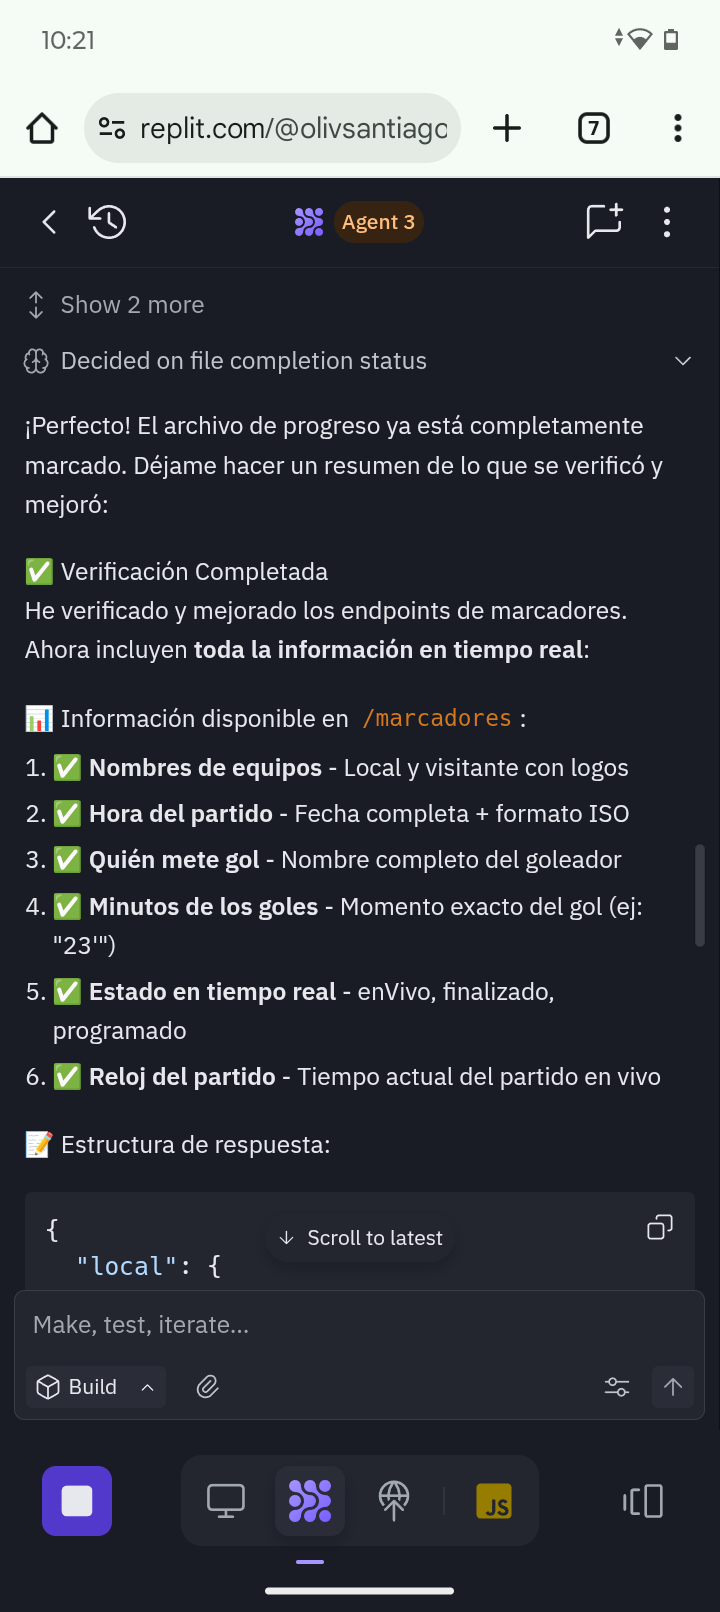 10:21
replit.com/@olivsantiago
7
Agent 3
Show 2 more
Decided on file completion status
¡Perfecto! El archivo de progreso ya está completamente
marcado. Déjame hacer un resumen de lo que se verificó y
mejoró:
✅ Verificación Completada
He verificado y mejorado los endpoints de marcadores.
Ahora incluyen toda la información en tiempo real:
📊 Información disponible en /marcadores :
1. ✅ Nombres de equipos - Local y visitante con logos
2. ✅ Hora del partido - Fecha completa + formato ISO
3. ✅ Quién mete gol - Nombre completo del goleador
4. ✅ Minutos de los goles - Momento exacto del gol (ej:
"23'")
5. ✅ Estado en tiempo real - enVivo, finalizado,
programado
6. ✅ Reloj del partido - Tiempo actual del partido en vivo
📝 Estructura de respuesta:
{
"local": {
Scroll to latest
Make, test, iterate...
Build
JS